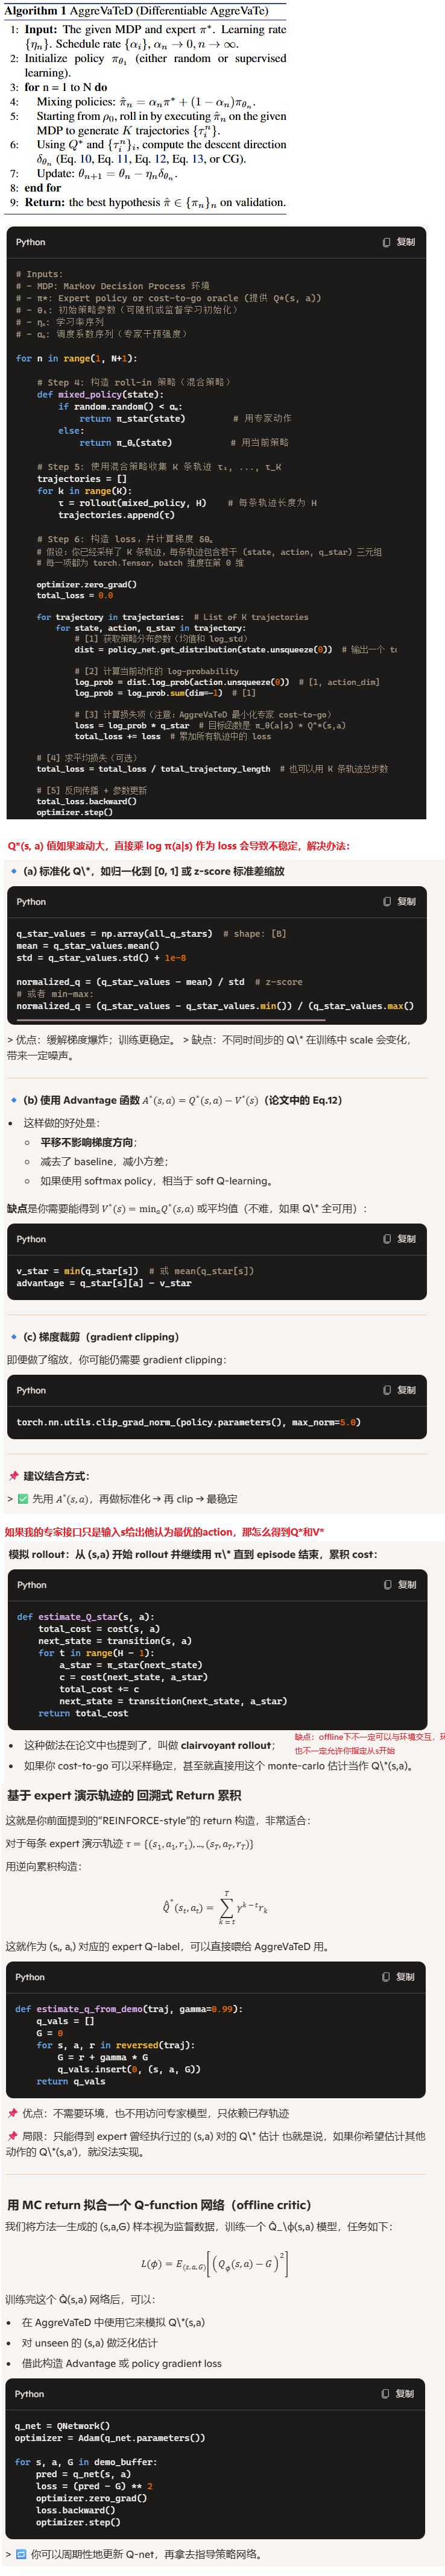 Algorithm 1 AggreVaTeD (Differentiable AggreVaTe)
1: Input: The given MDP and expert π*. Learning rate
{ηn}. Schedule rate {αi}, αn → 0, n → ∞.
2: Initialize policy πθ1 (either random or supervised
learning).
3: for n = 1 to N do
4: Mixing policies: π̂n = αnπ* + (1 − αn)πθn.
5: Starting from ρ0, roll in by executing π̂n on the given
MDP to generate K trajectories {τi^n}.
6: Using Q* and {τi^n}i, compute the descent direction
δθn (Eq. 10, Eq. 11, Eq. 12, Eq. 13, or CG).
7: Update: θn+1 = θn − ηnδθn.
8: end for
9: Return: the best hypothesis π̂ ∈ {πn}n on validation.
Python 复制
# Inputs:
# - MDP: Markov Decision Process 环境
# - π*: Expert policy or cost-to-go oracle (提供 Q*(s, a))
# - θ₁: 初始策略参数（可随机或监督学习初始化）
# - ηₙ: 学习率序列
# - αₙ: 调度系数序列（专家干预强度）
for n in range(1, N+1):
# Step 4: 构造 roll-in 策略（混合策略）
def mixed_policy(state):
if random.random() < αₙ:
return π_star(state) # 用专家动作
else:
return π_θₙ(state) # 用当前策略
# Step 5: 使用混合策略收集 K 条轨迹 τ₁, ..., τ_K
trajectories = []
for k in range(K):
τ = rollout(mixed_policy, H) # 每条轨迹长度为 H
trajectories.append(τ)
# Step 6: 构造 loss，并计算梯度 δθₙ
# 假设：你已经采样了 K 条轨迹，每条轨迹包含若干 (state, action, q_star) 三元组
# 每一项都为 torch.Tensor，batch 维度在第 0 维
optimizer.zero_grad()
total_loss = 0.0
for trajectory in trajectories: # List of K trajectories
for state, action, q_star in trajectory:
# [1] 获取策略分布参数（均值和 log_std）
dist = policy_net.get_distribution(state.unsqueeze(0)) # 输出一个 to
# [2] 计算当前动作的 log-probability
log_prob = dist.log_prob(action.unsqueeze(0)) # [1, action_dim]
log_prob = log_prob.sum(dim=-1) # [1]
# [3] 计算损失项（注意：AggreVaTeD 最小化专家 cost-to-go）
loss = log_prob * q_star # 目标函数是 π_θ(a|s) * Q^*(s,a)
total_loss += loss # 累加所有轨迹中的 loss
# [4] 求平均损失（可选）
total_loss = total_loss / total_trajectory_length # 也可以用 K 条轨迹总步数
# [5] 反向传播 + 参数更新
total_loss.backward()
optimizer.step()
Q*(s, a) 值如果波动大，直接乘 log π(a|s) 作为 loss 会导致不稳定，解决办法：
(a) 标准化 Q\*，如归一化到 [0, 1] 或 z-score 标准差缩放
Python 复制
q_star_values = np.array(all_q_stars) # shape: [B]
mean = q_star_values.mean()
std = q_star_values.std() + 1e-8
normalized_q = (q_star_values - mean) / std # z-score
# 或者 min-max:
normalized_q = (q_star_values - q_star_values.min()) / (q_star_values.max()
> 优点：缓解梯度爆炸；训练更稳定。 > 缺点：不同时间步的 Q\* 在训练中 scale 会变化，
带来一定噪声。
(b) 使用 Advantage 函数 A*(s, a) = Q*(s, a) − V*(s)（论文中的 Eq.12）
• 这样做的好处是：
○ 平移不影响梯度方向；
○ 减去了 baseline，减小方差；
○ 如果使用 softmax policy，相当于 soft Q-learning。
缺点是你需要能得到 V*(s) = minₐQ*(s, a) 或平均值（不难，如果 Q\* 全可用）：
Python 复制
v_star = min(q_star[s]) # 或 mean(q_star[s])
advantage = q_star[s][a] - v_star
(c) 梯度裁剪（gradient clipping）
即便做了缩放，你可能仍需要 gradient clipping：
Python 复制
torch.nn.utils.clip_grad_norm_(policy.parameters(), max_norm=5.0)
📌 建议结合方式：
> ✅ 先用 A*(s, a)，再做标准化 → 再 clip → 最稳定
如果我的专家接口只是输入s给出他认为最优的action，那怎么得到Q*和V*
模拟 rollout：从 (s,a) 开始 rollout 并继续用 π\* 直到 episode 结束，累积 cost：
Python 复制
def estimate_Q_star(s, a):
total_cost = cost(s, a)
next_state = transition(s, a)
for t in range(H - 1):
a_star = π_star(next_state)
c = cost(next_state, a_star)
total_cost += c
next_state = transition(next_state, a_star)
return total_cost
缺点：offline下不一定可以与环境交互，环
• 这种做法在论文中也提到了，叫做 clairvoyant rollout；
也不一定允许你指定从s开始
• 如果你 cost-to-go 可以采样稳定，甚至就直接用这个 monte-carlo 估计当作 Q\*(s,a)。
基于 expert 演示轨迹的 回溯式 Return 累积
这就是你前面提到的“REINFORCE-style”的 return 构造，非常适合：
对于每条 expert 演示轨迹 τ = {(s₁, a₁, r₁), ..., (s_T, a_T, r_T)}
用逆向累积构造：
Q̂*(sₜ, aₜ) = ∑_{k=t}^{T} γ^{k−t} r_k
这就作为 (sₜ, aₜ) 对应的 expert Q-label，可以直接喂给 AggreVaTeD 用。
Python 复制
def estimate_q_from_demo(traj, gamma=0.99):
q_vals = []
G = 0
for s, a, r in reversed(traj):
G = r + gamma * G
q_vals.insert(0, (s, a, G))
return q_vals
📌 优点：不需要环境，也不用访问专家模型，只依赖已存轨迹
📌 局限：只能得到 expert 曾经执行过的 (s,a) 对的 Q\* 估计 也就是说，如果你希望估计其他
动作的 Q\*(s,a')，就没法实现。
用 MC return 拟合一个 Q-function 网络（offline critic）
我们将方法一生成的 (s,a,G) 样本视为监督数据，训练一个 Q̂_\ϕ(s,a) 模型，任务如下：
L(ϕ) = E_{(s,a,G)}[(Q_ϕ(s, a) − G)²]
训练完这个 Q̂(s,a) 网络后，可以：
• 在 AggreVaTeD 中使用它来模拟 Q\*(s,a)
• 对 unseen 的 (s,a) 做泛化估计
• 借此构造 Advantage 或 policy gradient loss
Python 复制
q_net = QNetwork()
optimizer = Adam(q_net.parameters())
for s, a, G in demo_buffer:
pred = q_net(s, a)
loss = (pred - G) ** 2
optimizer.zero_grad()
loss.backward()
optimizer.step()
> 🔁 你可以周期性地更新 Q-net，再拿去指导策略网络。